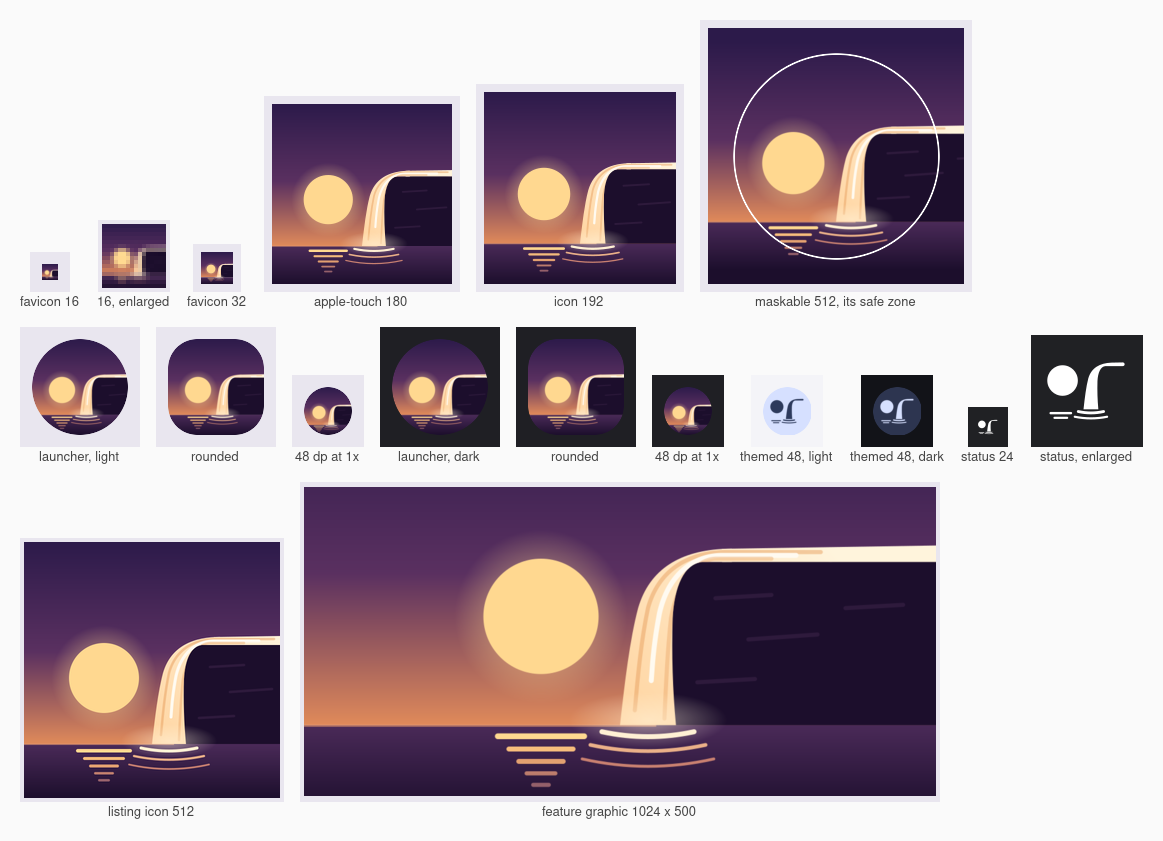 favicon 16
16, enlarged
favicon 32
apple-touch 180
icon 192
maskable 512, its safe zone
launcher, light
rounded
48 dp at 1x
launcher, dark
rounded
48 dp at 1x
themed 48, light
themed 48, dark
status 24
status, enlarged
listing icon 512
feature graphic 1024 x 500